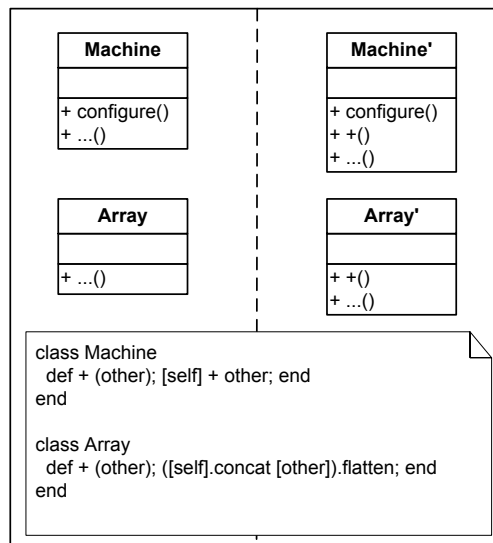 Machine
+ configure()
+ ...()
Machine'
+ configure()
+ +()
+ ...()
Array
+ ...()
Array'
+ +()
+ ...()
class Machine
def + (other); [self] + other; end
end
class Array
def + (other); ([self].concat [other]).flatten; end
end